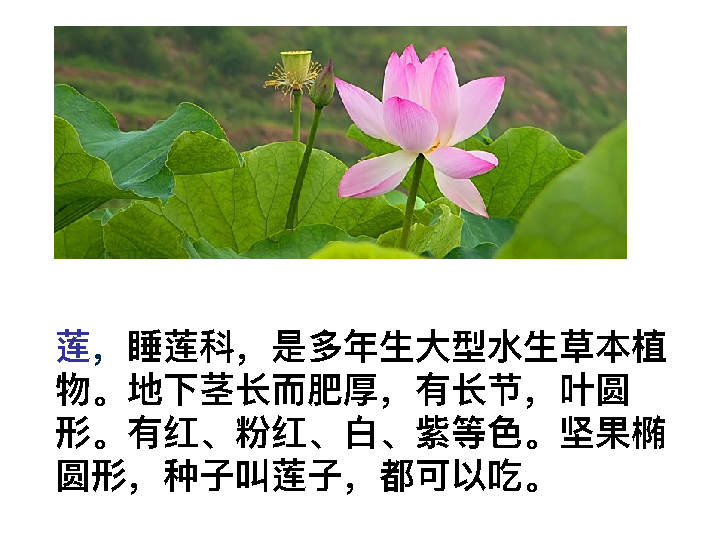 莲，睡莲科，是多年生大型水生草本植
物。地下茎长而肥厚，有长节，叶圆
形。有红、粉红、白、紫等色。坚果椭
圆形，种子叫莲子，都可以吃。